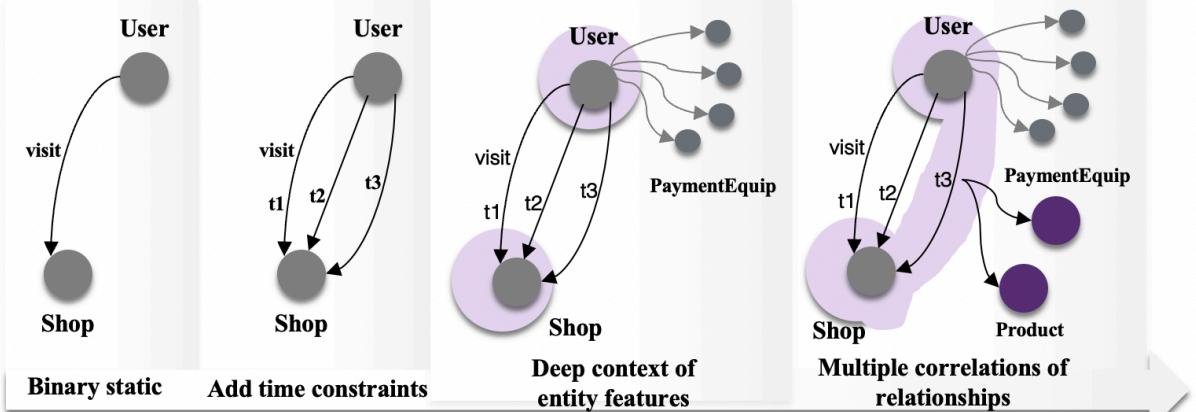 User
visit
Shop
Binary static
User
visit
t1
t2
t3
Shop
Add time constraints
User
visit
t1
t2
t3
PaymentEquip
Shop
Deep context of
entity features
User
visit
t1
t2
t3
PaymentEquip
Shop
Product
Multiple correlations of
relationships